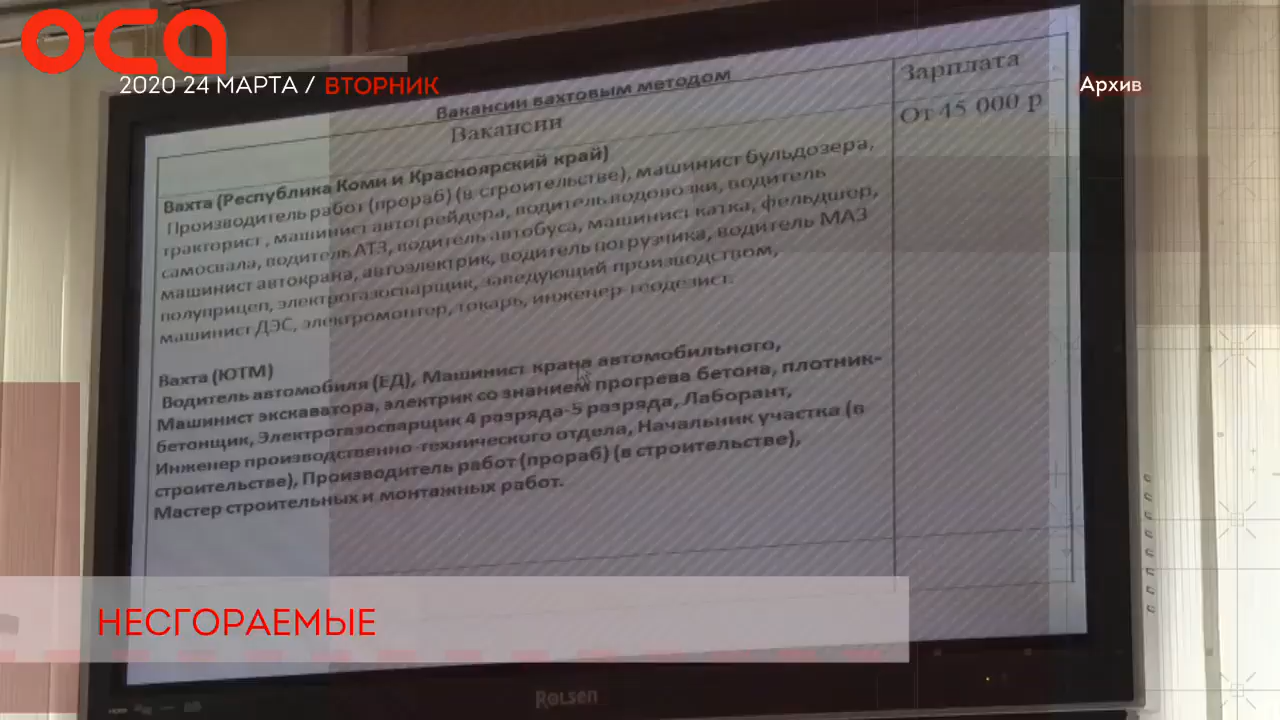 оса
2020 24 МАРТА / ВТОРНИК
Архив
Вакансии вахтовым методом
Вакансии
Зарплата
Вахта (Республика Коми и Красноярский край)
От 45 000 р
Производитель работ (прораб) (в строительстве), машинист бульдозера,
тракторист , машинист автогрейдера, водитель водовозки, водитель
самосвала, водитель АТЗ, водитель автобуса, машинист катка, фельдшер,
машинист автокрана, автоэлектрик, водитель погрузчика, водитель МАЗ
полуприцеп, электрогазосварщик, заведующий производством,
машинист ДЭС, электромонтер, токарь, инженер-геодезист.
Вахта (ЮТМ)
Водитель автомобиля (ЕД), Машинист крана автомобильного,
Машинист экскаватора, электрик со знанием прогрева бетона, плотник-
бетонщик, Электрогазосварщик 4 разряда-5 разряда, Лаборант,
Инженер производственно-технического отдела, Начальник участка (в
строительстве), Производитель работ (прораб) (в строительстве),
Мастер строительных и монтажных работ.
НЕСГОРАЕМЫЕ
ROLSEN